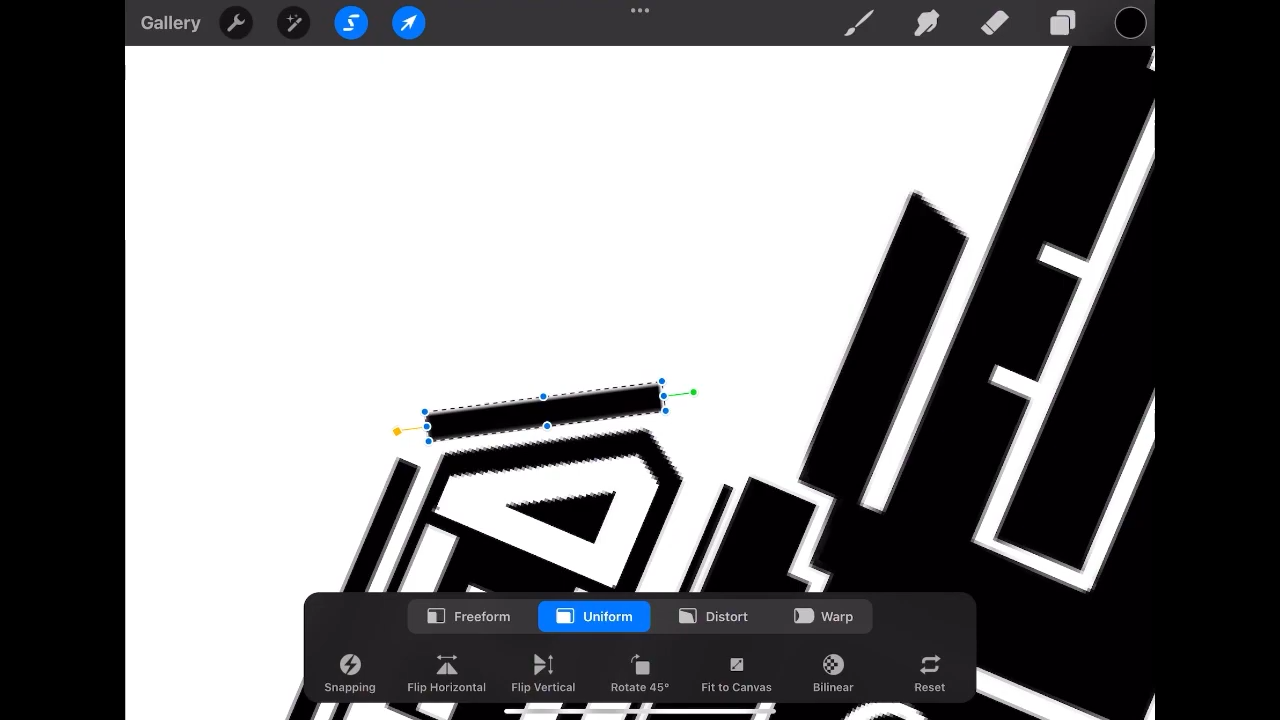 Gallery
Freeform Uniform Distort Warp
Snapping Flip Horizontal Flip Vertical Rotate 45° Fit to Canvas Bilinear Reset